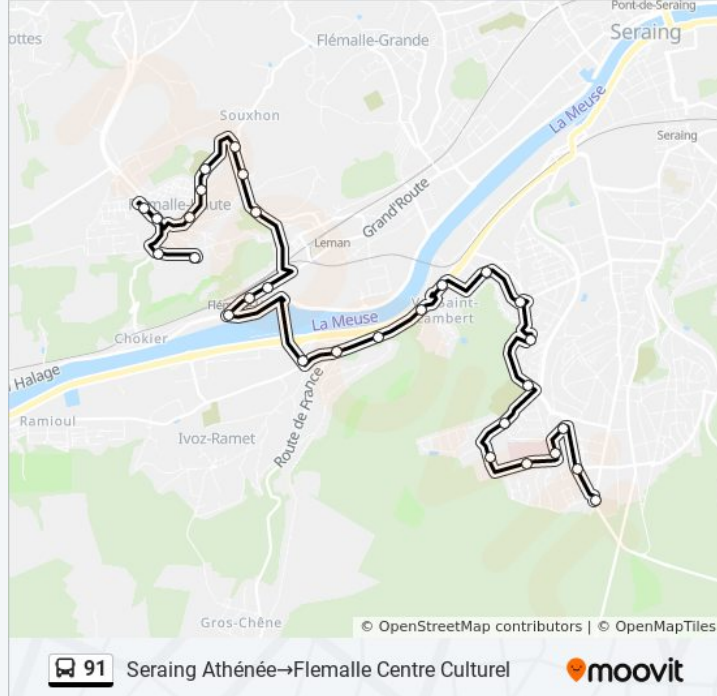 Pont-de-Seraing
Seraing
ottes
Flémalle-Grande
La Meuse
Souxhon
Seraing
Grand'Route
Leman
La Meuse
Chokier
Halage
Route de France
Ramioul
Ivoz-Ramet
Gros-Chêne
© OpenStreetMap contributors | © OpenMapTiles
91 Seraing Athénée→Flemalle Centre Culturel
moovit